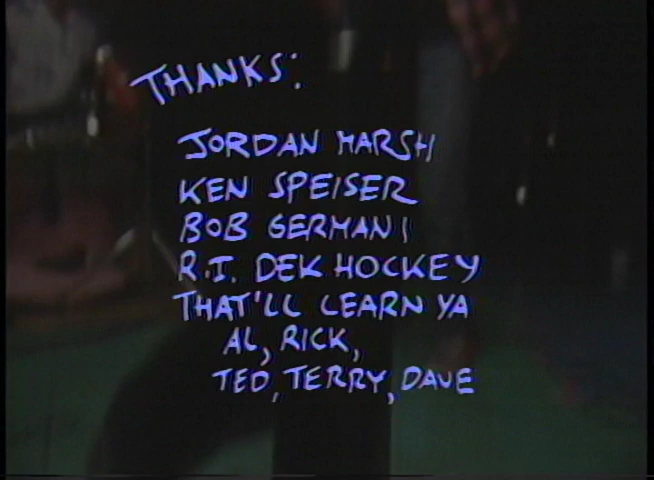 THANKS:
JORDAN MARSH
KEN SPEISER
BOB GERMANI
R.I. DEK HOCKEY
THAT'LL LEARN YA
AL, RICK,
TED, TERRY, DAVE